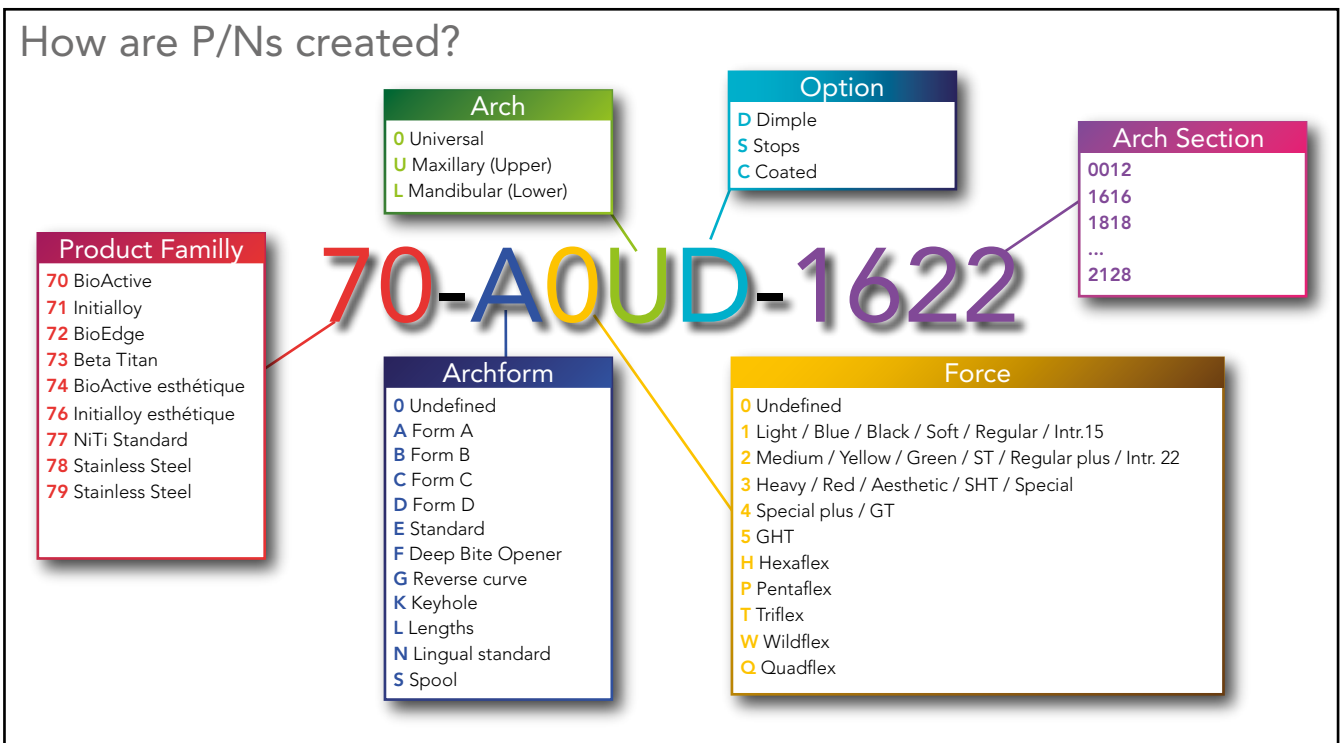 How are P/Ns created?
Arch
0 Universal
U Maxillary (Upper)
L Mandibular (Lower)
Option
D Dimple
S Stops
C Coated
Arch Section
0012
1616
1818
...
2128
Product Familly
70 BioActive
71 Initialloy
72 BioEdge
73 Beta Titan
74 BioActive esthétique
76 Initialloy esthétique
77 NiTi Standard
78 Stainless Steel
79 Stainless Steel
70-A0UD-1622
Archform
0 Undefined
A Form A
B Form B
C Form C
D Form D
E Standard
F Deep Bite Opener
G Reverse curve
K Keyhole
L Lengths
N Lingual standard
S Spool
Force
0 Undefined
1 Light / Blue / Black / Soft / Regular / Intr.15
2 Medium / Yellow / Green / ST / Regular plus / Intr. 22
3 Heavy / Red / Aesthetic / SHT / Special
4 Special plus / GT
5 GHT
H Hexaflex
P Pentaflex
T Triflex
W Wildflex
Q Quadflex